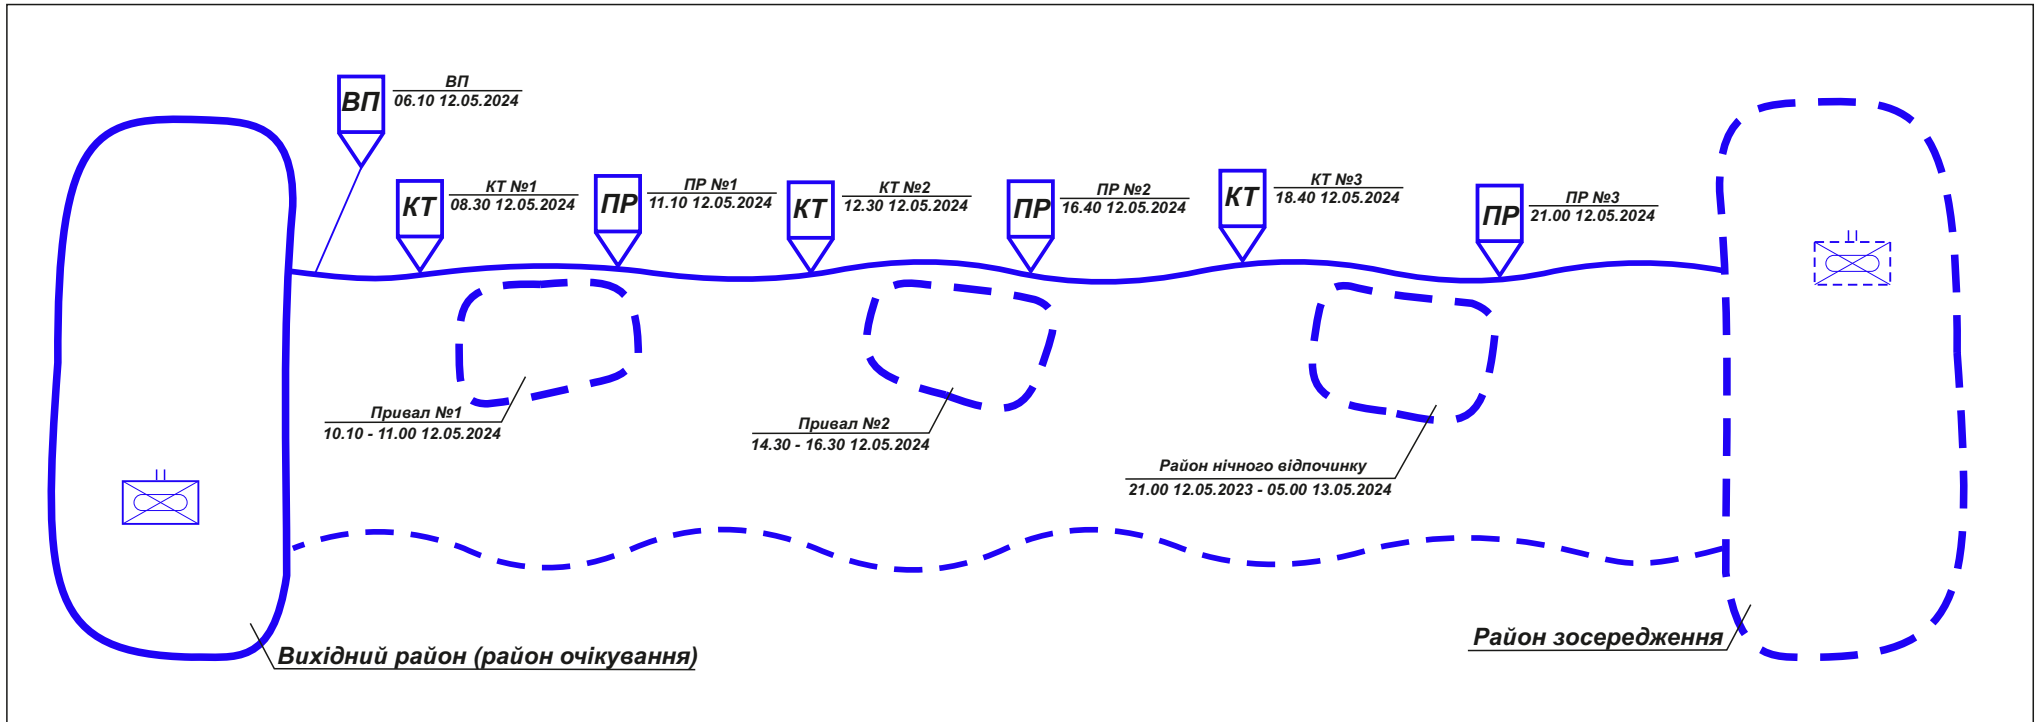 ВП
ВП
06.10 12.05.2024
КТ
КТ №1
08.30 12.05.2024
ПР
ПР №1
11.10 12.05.2024
КТ
КТ №2
12.30 12.05.2024
ПР
ПР №2
16.40 12.05.2024
КТ
КТ №3
18.40 12.05.2024
ПР
ПР №3
21.00 12.05.2024
Привал №1
10.10 - 11.00 12.05.2024
Привал №2
14.30 - 16.30 12.05.2024
Район нічного відпочинку
21.00 12.05.2023 - 05.00 13.05.2024
Вихідний район (район очікування)
Район зосередження